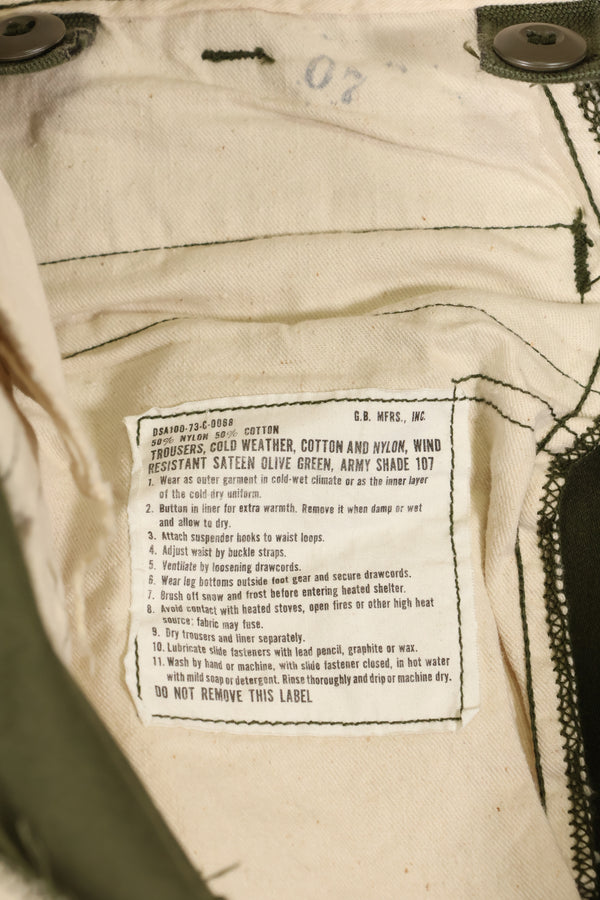 07
DSA100-73-C-0088 G.B. MFRS., INC.
50% NYLON 50% COTTON
TROUSERS, COLD WEATHER, COTTON AND NYLON, WIND
RESISTANT SATEEN OLIVE GREEN, ARMY SHADE 107
1. Wear as outer garment in cold-wet climate or as the inner layer
of the cold-dry uniform.
2. Button in liner for extra warmth. Remove it when damp or wet
and allow to dry.
3. Attach suspender hooks to waist loops.
4. Adjust waist by buckle straps.
5. Ventilate by loosening drawcords.
6. Wear leg bottoms outside foot gear and secure drawcords.
7. Brush off snow and frost before entering heated shelter.
8. Avoid contact with heated stoves, open fires or other high heat
source; fabric may fuse.
9. Dry trousers and liner separately.
10. Lubricate slide fasteners with lead pencil, graphite or wax.
11. Wash by hand or machine, with slide fastener closed, in hot water
with mild soap or detergent. Rinse thoroughly and drip or machine dry.
DO NOT REMOVE THIS LABEL